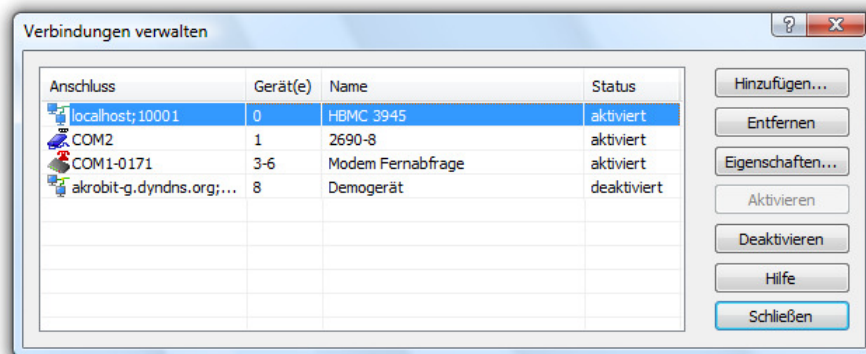 Verbindungen verwalten
Anschluss Gerät(e) Name Status
localhost;10001 0 HBMC 3945 aktiviert
COM2 1 2690-8 aktiviert
COM1-0171 3-6 Modem Fernabfrage aktiviert
akrobit-g.dyndns.org;... 8 Demogerät deaktiviert
Hinzufügen...
Entfernen
Eigenschaften...
Aktivieren
Deaktivieren
Hilfe
Schließen